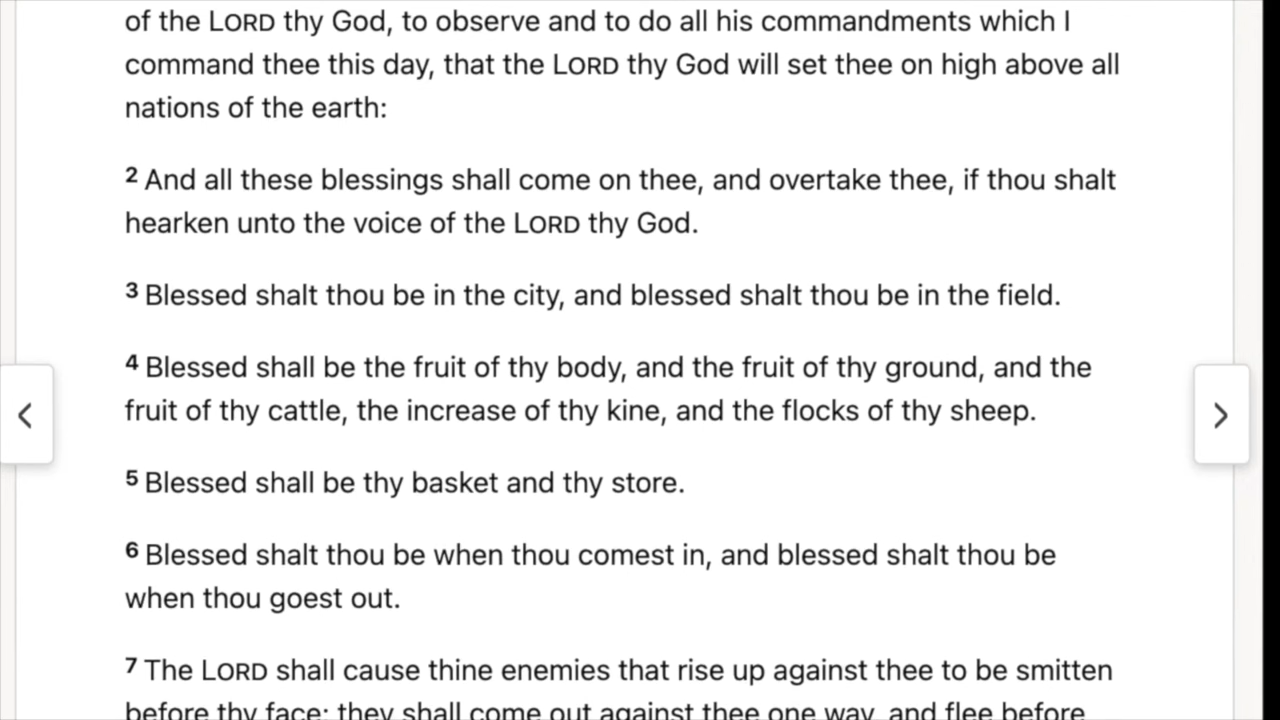 of the LORD thy God, to observe and to do all his commandments which I
command thee this day, that the LORD thy God will set thee on high above all
nations of the earth:
2 And all these blessings shall come on thee, and overtake thee, if thou shalt
hearken unto the voice of the LORD thy God.
3 Blessed shalt thou be in the city, and blessed shalt thou be in the field.
4 Blessed shall be the fruit of thy body, and the fruit of thy ground, and the
fruit of thy cattle, the increase of thy kine, and the flocks of thy sheep.
5 Blessed shall be thy basket and thy store.
6 Blessed shalt thou be when thou comest in, and blessed shalt thou be
when thou goest out.
7 The LORD shall cause thine enemies that rise up against thee to be smitten
before thy face: they shall come out against thee one way, and flee before